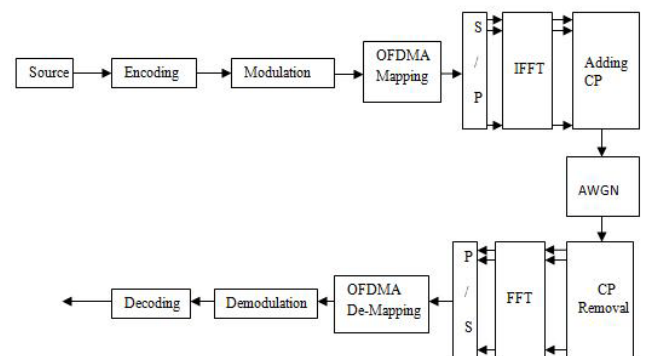 Source
Encoding
Modulation
OFDMA
Mapping
S
/
P
IFFT
Adding
CP
AWGN
CP
Removal
FFT
P
/
S
OFDMA
De-Mapping
Demodulation
Decoding